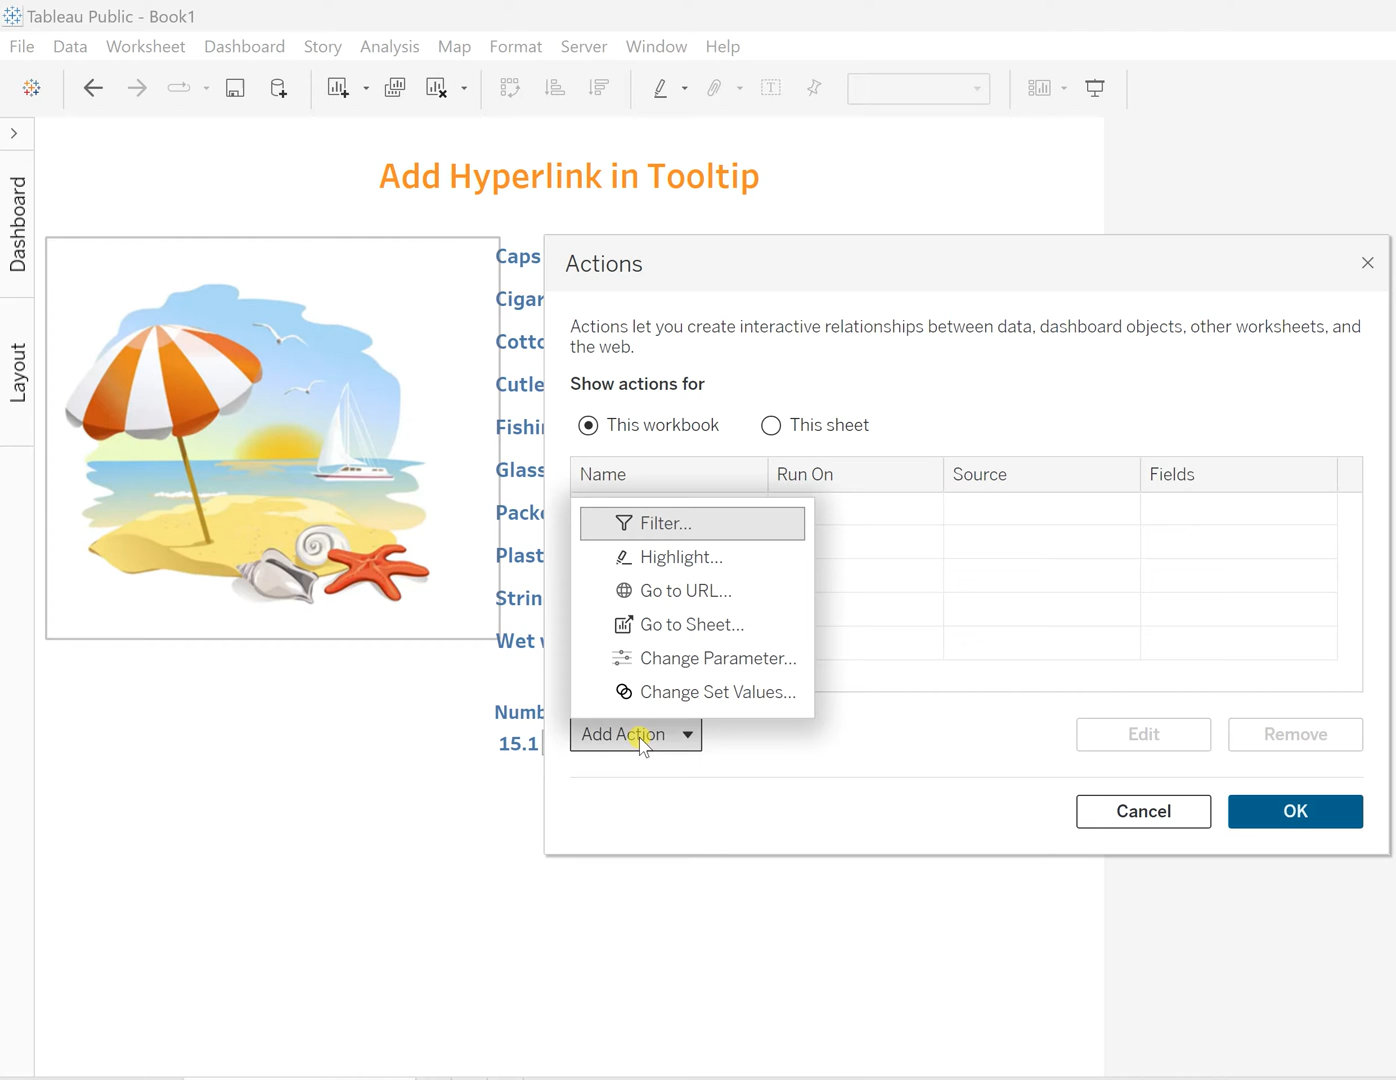 Tableau Public - Book1
File Data Worksheet Dashboard Story Analysis Map Format Server Window Help
Dashboard
Layout
Add Hyperlink in Tooltip
Caps
Cigar
Cotto
Cutle
Fishi
Glass
Packe
Plast
Strin
Wet
Numb
15.1
Actions
Actions let you create interactive relationships between data, dashboard objects, other worksheets, and
the web.
Show actions for
This workbook This sheet
Name Run On Source Fields
Filter...
Highlight...
Go to URL...
Go to Sheet...
Change Parameter...
Change Set Values...
Add Action Edit Remove
Cancel OK